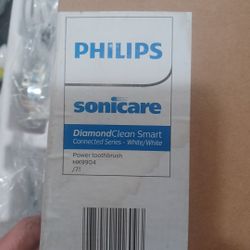 PHILIPS
sonicare
DiamondClean Smart
Connected Series - White/White
Power toothbrush
HX9904
/71